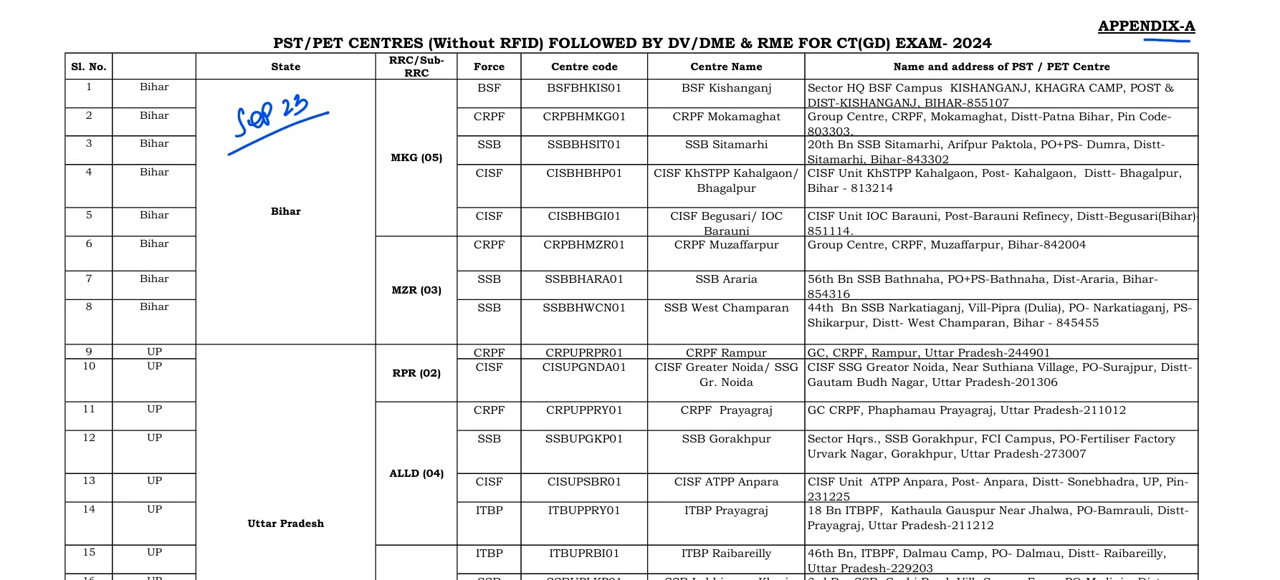 APPENDIX-A
PST/PET CENTRES (Without RFID) FOLLOWED BY DV/DME & RME FOR CT(GD) EXAM- 2024
Sl. No. State RRC/Sub-RRC Force Centre code Centre Name Name and address of PST / PET Centre
Sep 23
Bihar
MKG (05)
1 Bihar BSF BSFBHKIS01 BSF Kishanganj Sector HQ BSF Campus KISHANGANJ, KHAGRA CAMP, POST &
DIST-KISHANGANJ, BIHAR-855107
2 Bihar CRPF CRPBHMKG01 CRPF Mokamaghat Group Centre, CRPF, Mokamaghat, Distt-Patna Bihar, Pin Code-
803303.
3 Bihar SSB SSBBHSIT01 SSB Sitamarhi 20th Bn SSB Sitamarhi, Arifpur Paktola, PO+PS- Dumra, Distt-
Sitamarhi, Bihar-843302
4 Bihar CISF CISBHBHP01 CISF KhSTPP Kahalgaon/ CISF Unit KhSTPP Kahalgaon, Post- Kahalgaon, Distt- Bhagalpur,
Bhagalpur Bihar - 813214
5 Bihar CISF CISBHBGI01 CISF Begusari/ IOC CISF Unit IOC Barauni, Post-Barauni Refinecy, Distt-Begusari(Bihar)-
Barauni 851114.
MZR (03)
6 Bihar CRPF CRPBHMZR01 CRPF Muzaffarpur Group Centre, CRPF, Muzaffarpur, Bihar-842004
7 Bihar SSB SSBBHARA01 SSB Araria 56th Bn SSB Bathnaha, PO+PS-Bathnaha, Dist-Araria, Bihar-
854316
8 Bihar SSB SSBBHWCN01 SSB West Champaran 44th Bn SSB Narkatiaganj, Vill-Pipra (Dulia), PO- Narkatiaganj, PS-
Shikarpur, Distt- West Champaran, Bihar - 845455
Uttar Pradesh
RPR (02)
9 UP CRPF CRPUPRPR01 CRPF Rampur GC, CRPF, Rampur, Uttar Pradesh-244901
10 UP CISF CISUPGNDA01 CISF Greater Noida/ SSG CISF SSG Greator Noida, Near Suthiana Village, PO-Surajpur, Distt-
Gr. Noida Gautam Budh Nagar, Uttar Pradesh-201306
ALLD (04)
11 UP CRPF CRPUPPRY01 CRPF Prayagraj GC CRPF, Phaphamau Prayagraj, Uttar Pradesh-211012
12 UP SSB SSBUPGKP01 SSB Gorakhpur Sector Hqrs., SSB Gorakhpur, FCI Campus, PO-Fertiliser Factory
Urvark Nagar, Gorakhpur, Uttar Pradesh-273007
13 UP CISF CISUPSBR01 CISF ATPP Anpara CISF Unit ATPP Anpara, Post- Anpara, Distt- Sonebhadra, UP, Pin-
231225
14 UP ITBP ITBUPPRY01 ITBP Prayagraj 18 Bn ITBPF, Kathaula Gauspur Near Jhalwa, PO-Bamrauli, Distt-
Prayagraj, Uttar Pradesh-211212
15 UP ITBP ITBUPRBI01 ITBP Raibareilly 46th Bn, ITBPF, Dalmau Camp, PO- Dalmau, Distt- Raibareilly,
Uttar Pradesh-229203